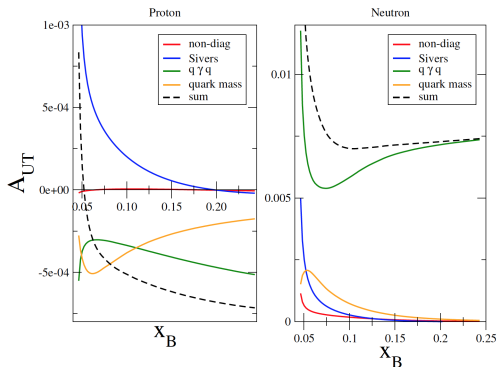 Proton
Neutron
1e-03
5e-04
0e+00
-5e-04
A_UT
0.05
0.10
0.15
0.20
x_B
non-diag
Sivers
q γ q
quark mass
sum
0.01
0.005
0
0.05
0.1
0.15
0.2
0.25
x_B
non-diag
Sivers
q γ q
quark mass
sum